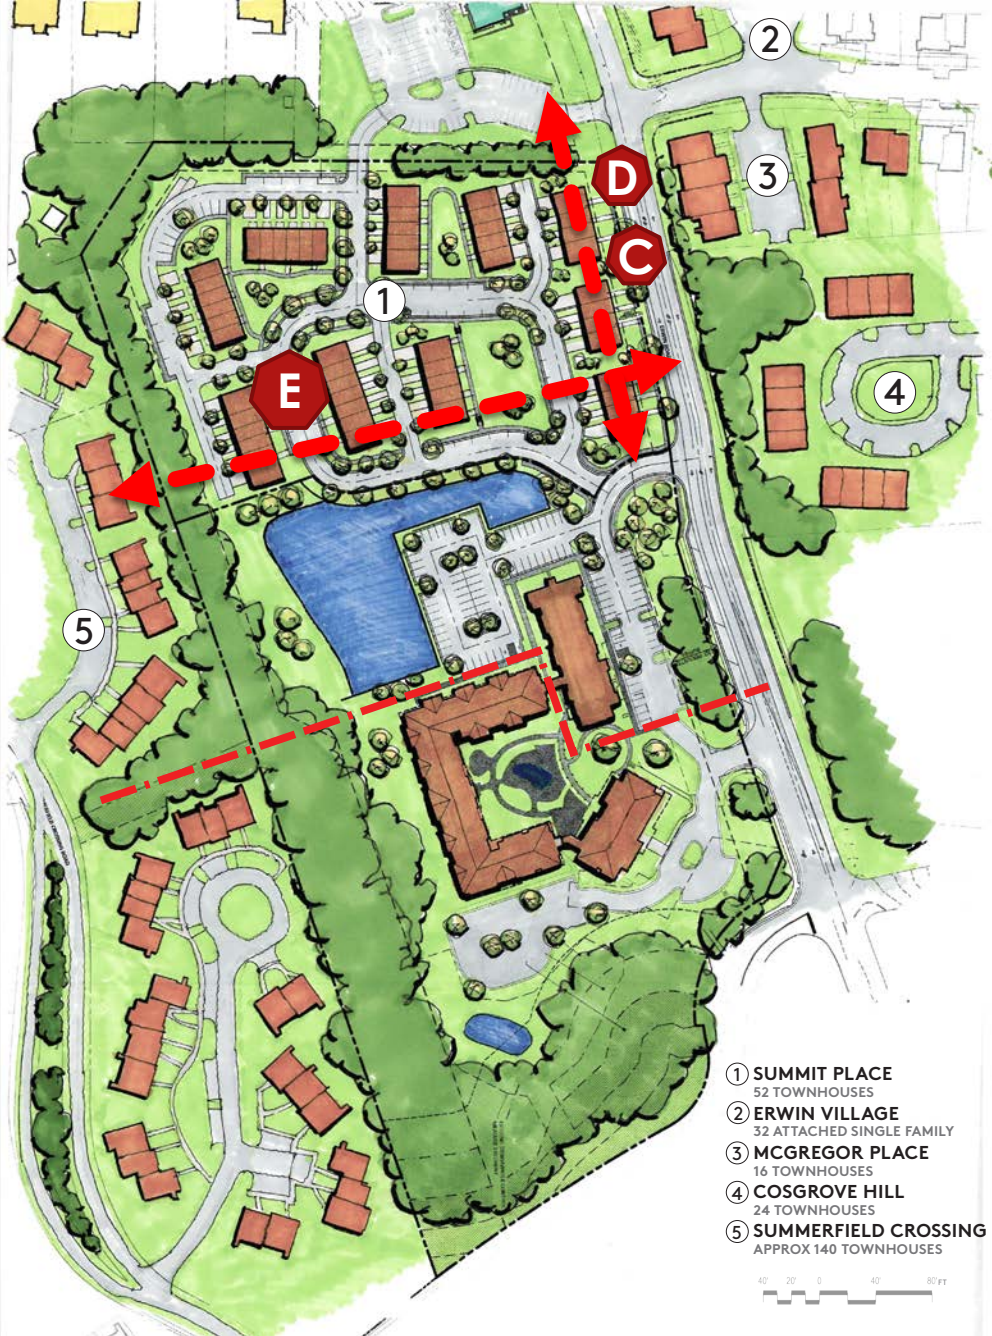 2
D
3
C
1
E
4
5
1 SUMMIT PLACE
52 TOWNHOUSES
2 ERWIN VILLAGE
32 ATTACHED SINGLE FAMILY
3 MCGREGOR PLACE
16 TOWNHOUSES
4 COSGROVE HILL
24 TOWNHOUSES
5 SUMMERFIELD CROSSING
APPROX 140 TOWNHOUSES
40' 20' 0 40' 80' FT